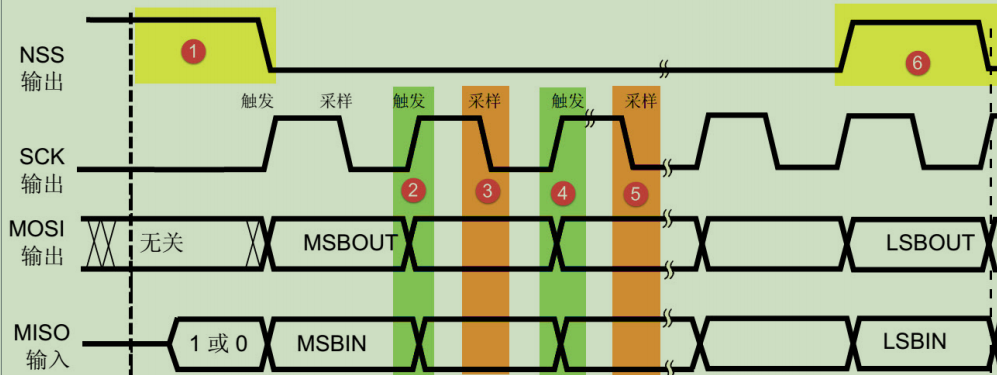 NSS
输出
1
6
触发
采样
触发
采样
触发
采样
SCK
输出
2
3
4
5
MOSI
输出
无关
MSBOUT
LSBOUT
MISO
输入
1 或 0
MSBIN
LSBIN